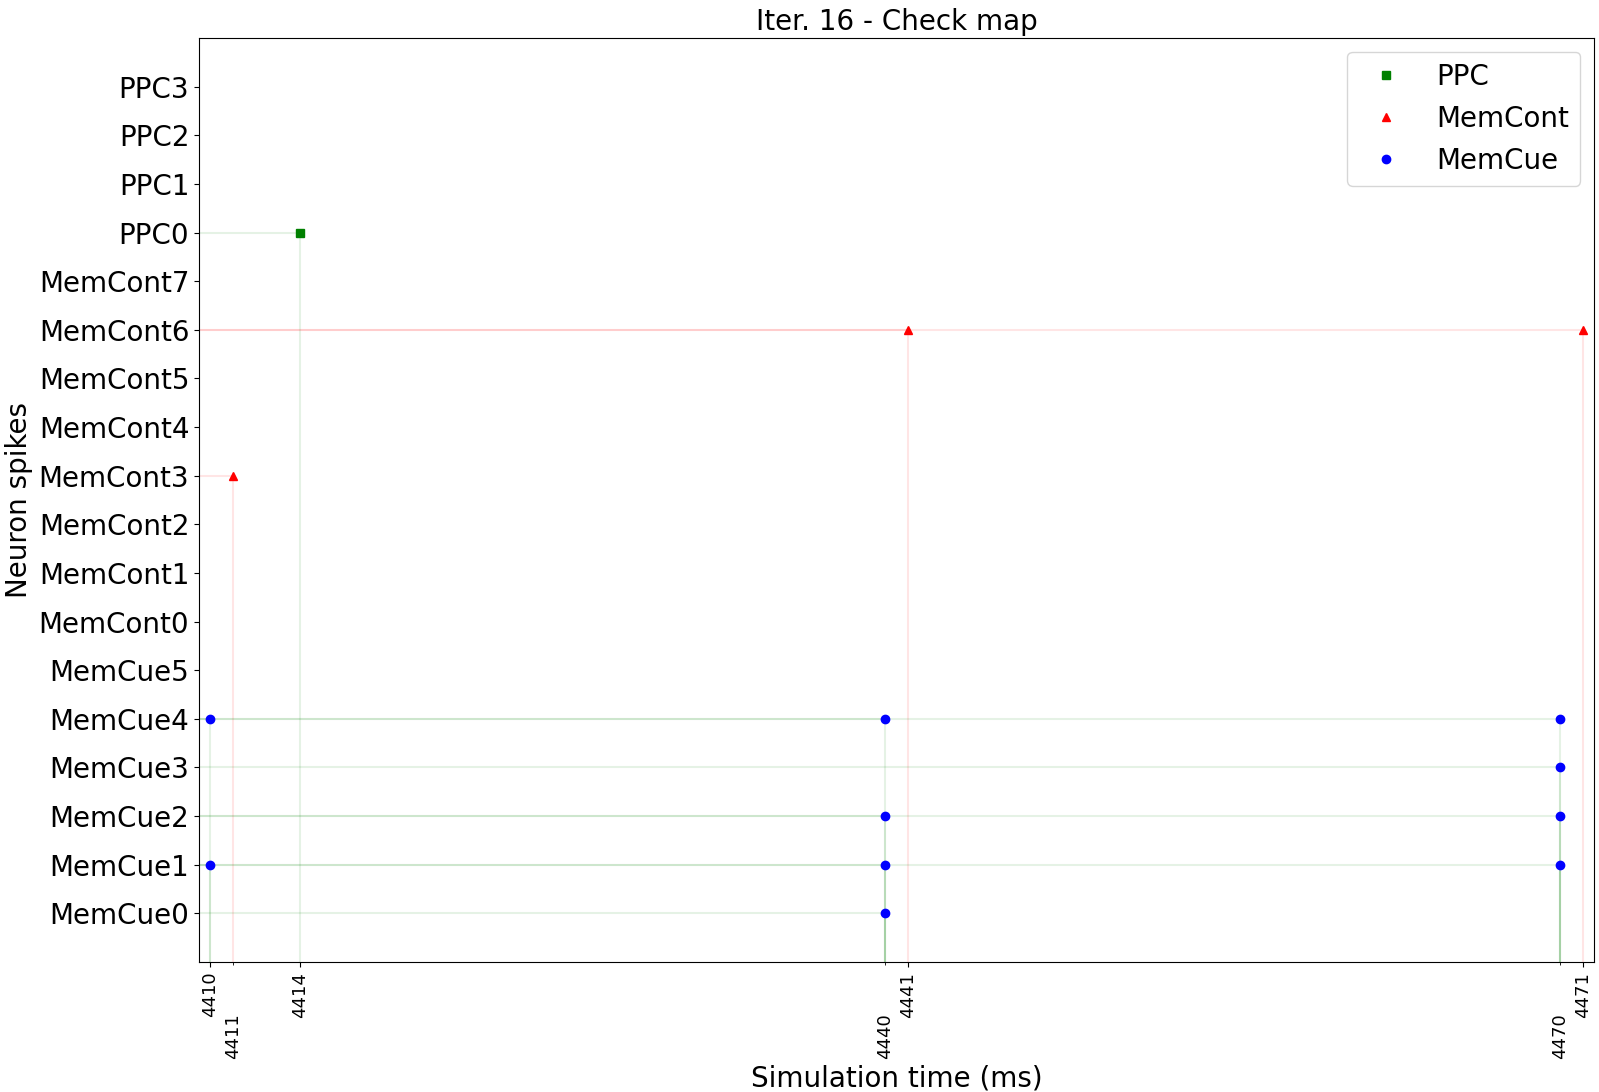 Iter. 16 - Check map
PPC
MemCont
MemCue
PPC3
PPC2
PPC1
PPC0
MemCont7
MemCont6
MemCont5
MemCont4
MemCont3
MemCont2
MemCont1
MemCont0
MemCue5
MemCue4
MemCue3
MemCue2
MemCue1
MemCue0
Neuron spikes
4410
4411
4414
4440
4441
4470
4471
Simulation time (ms)